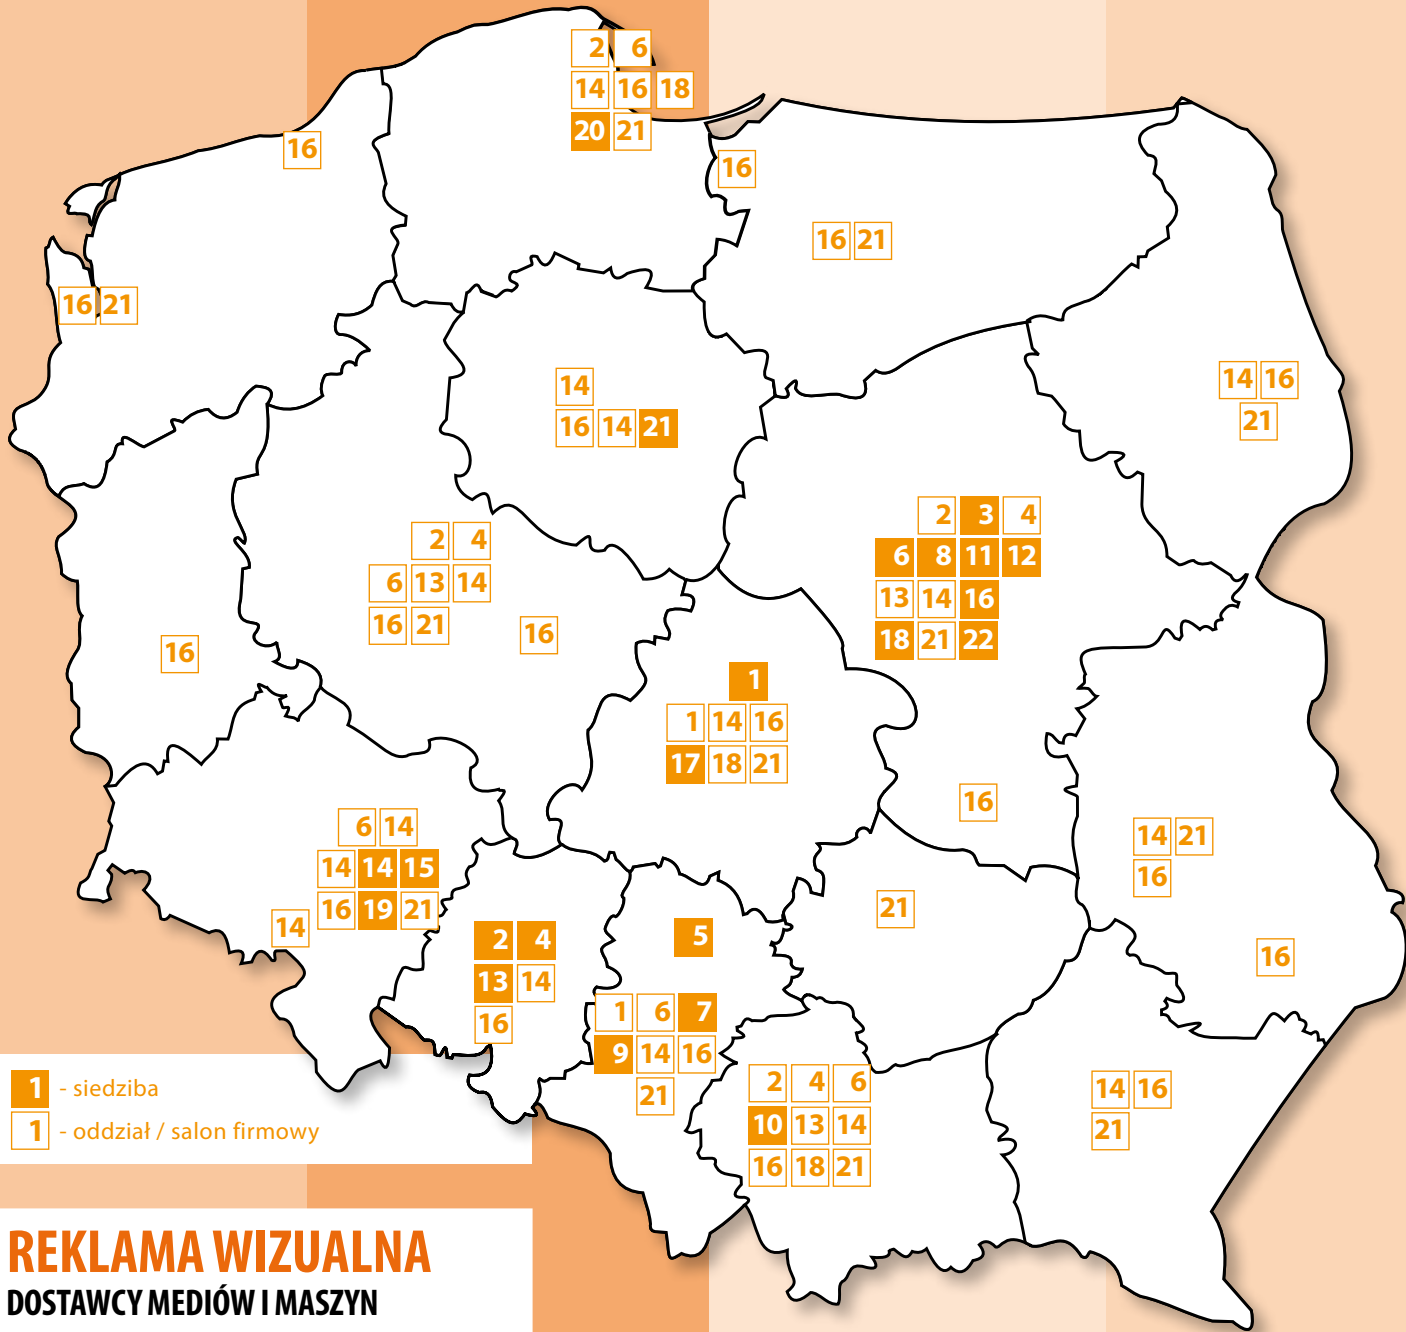 2 6
14 16 18
20 21
16
16
16 21
16 21
14
16 14 21
14 16
21
2 4
6 13 14
16 21
16
2 3 4
6 8 11 12
13 14 16
18 21 22
16
1
1 14 16
17 18 21
16
6 14
14 14 15
16 19 21
14
14 21
16
21
16
2 4
13 14
16
5
1 6 7
9 14 16
21
2 4 6
10 13 14
16 18 21
14 16
21
1 - siedziba
1 - oddział / salon firmowy
REKLAMA WIZUALNA
DOSTAWCY MEDIÓW I MASZYN